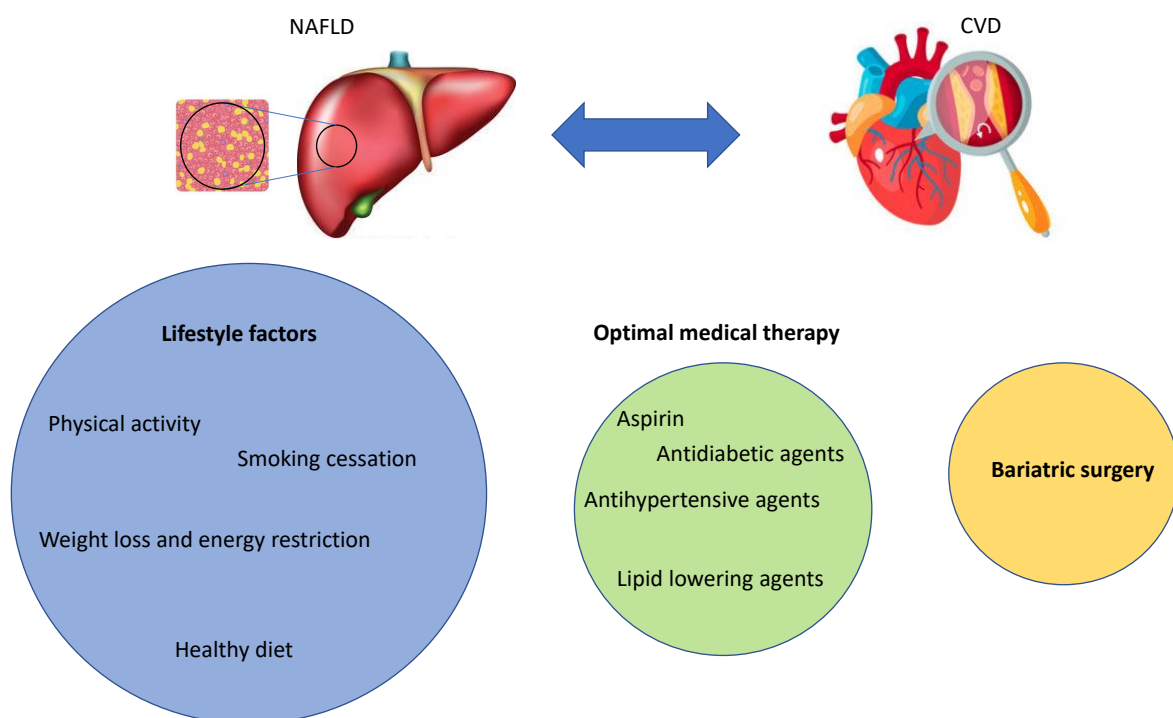 NAFLD
CVD
Lifestyle factors
Physical activity
Smoking cessation
Weight loss and energy restriction
Healthy diet
Optimal medical therapy
Aspirin
Antidiabetic agents
Antihypertensive agents
Lipid lowering agents
Bariatric surgery